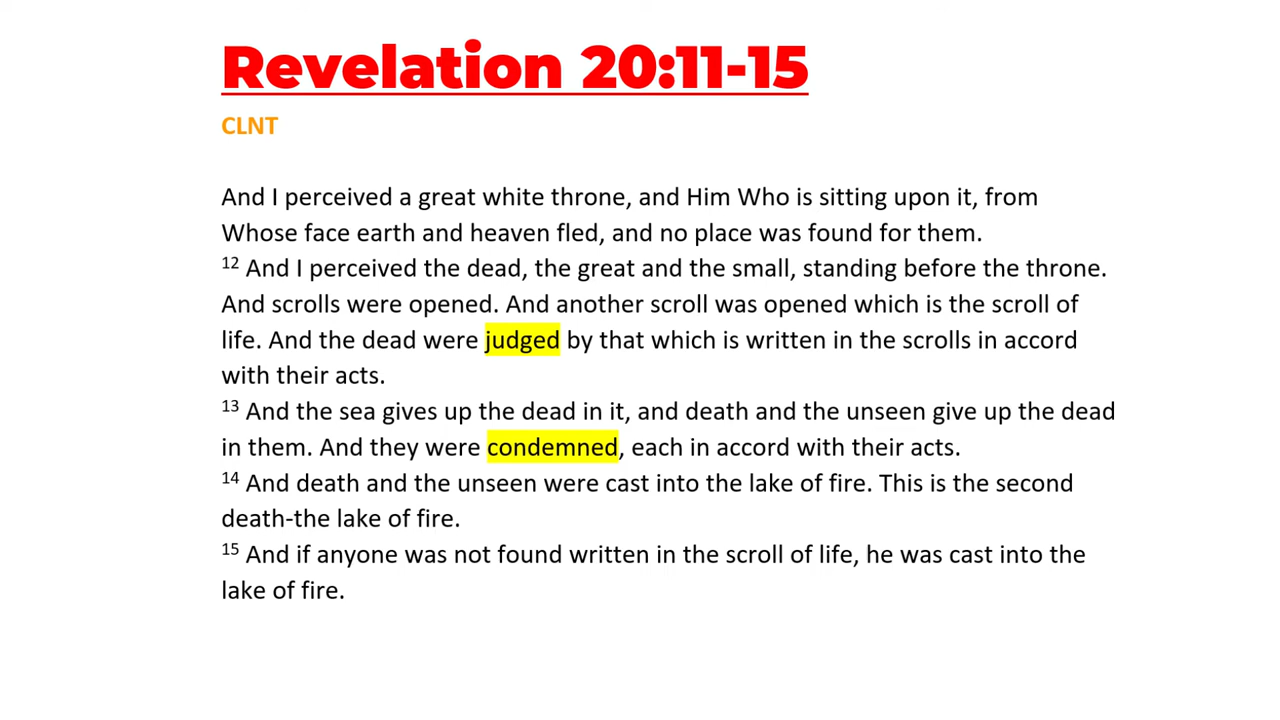 Revelation 20:11-15
CLNT
And I perceived a great white throne, and Him Who is sitting upon it, from
Whose face earth and heaven fled, and no place was found for them.
12 And I perceived the dead, the great and the small, standing before the throne.
And scrolls were opened. And another scroll was opened which is the scroll of
life. And the dead were judged by that which is written in the scrolls in accord
with their acts.
13 And the sea gives up the dead in it, and death and the unseen give up the dead
in them. And they were condemned, each in accord with their acts.
14 And death and the unseen were cast into the lake of fire. This is the second
death-the lake of fire.
15 And if anyone was not found written in the scroll of life, he was cast into the
lake of fire.